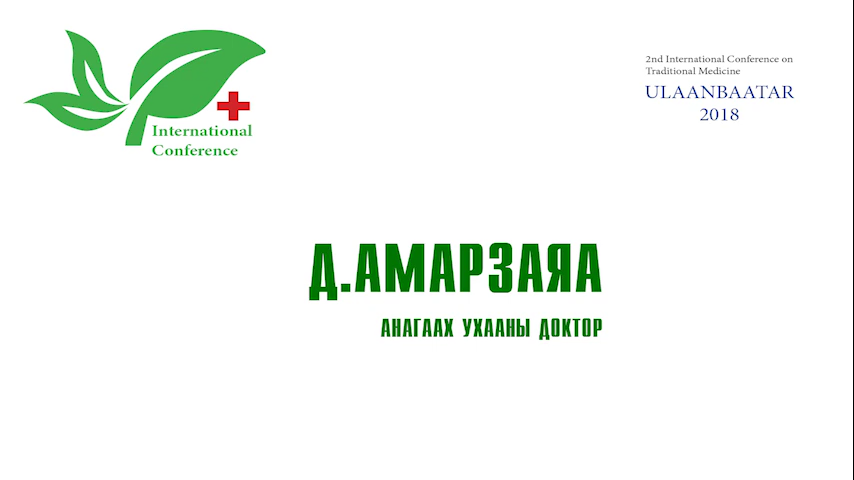 International
Conference
2nd International Conference on
Traditional Medicine
ULAANBAATAR
2018
Д.АМАРЗАЯА
АНАГААХ УХААНЫ ДОКТОР